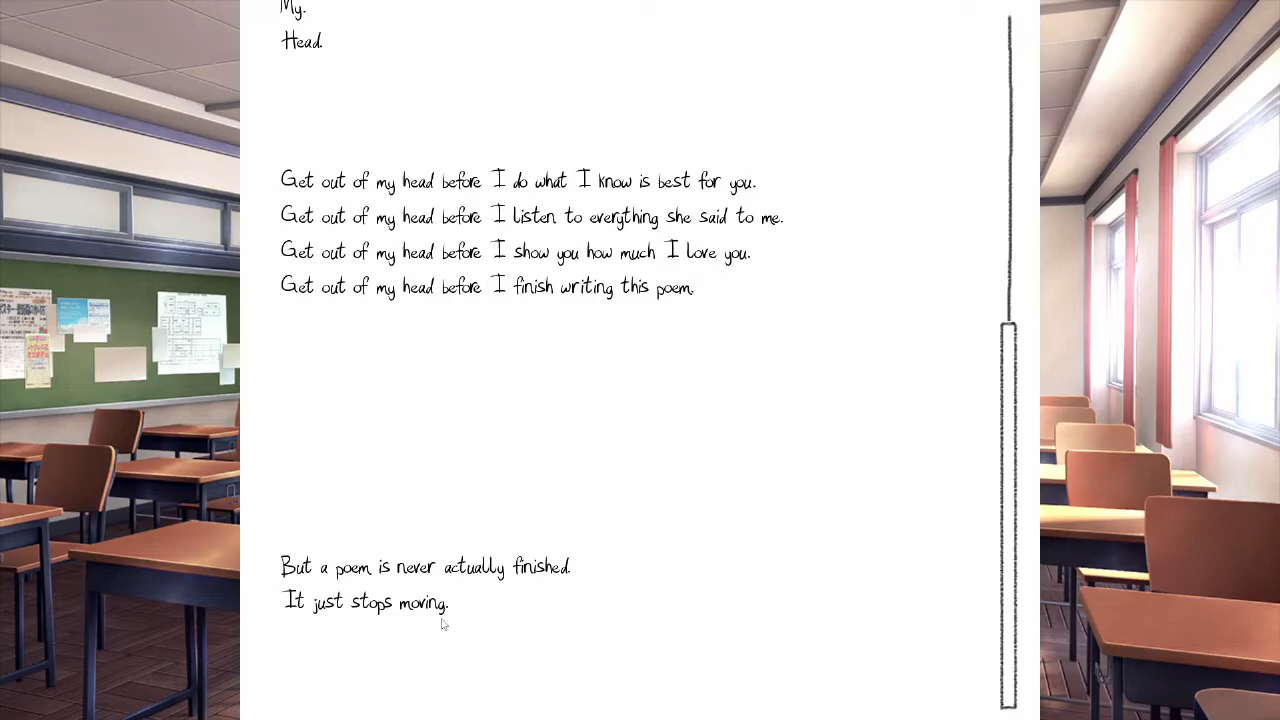 My.
Head.
Get out of my head before I do what I know is best for you.
Get out of my head before I listen to everything she said to me.
Get out of my head before I show you how much I love you.
Get out of my head before I finish writing this poem.
But a poem is never actually finished.
It just stops moving.